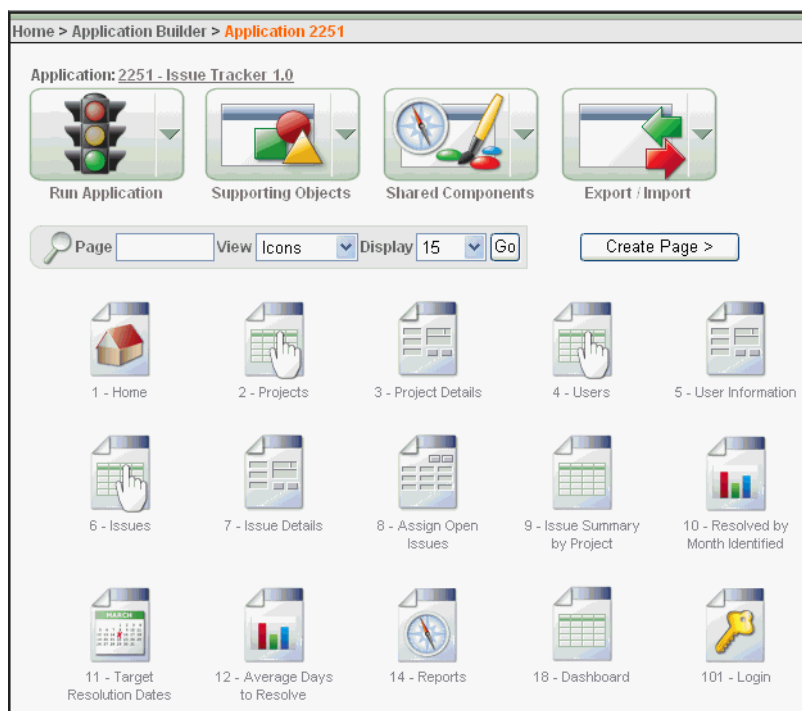 Home > Application Builder > Application 2251
Application: 2251 - Issue Tracker 1.0
Run Application Supporting Objects Shared Components Export / Import
Page View Icons Display 15 Go Create Page >
1 - Home 2 - Projects 3 - Project Details 4 - Users 5 - User Information
6 - Issues 7 - Issue Details 8 - Assign Open 9 - Issue Summary 10 - Resolved by
Issues by Project Month Identified
MARCH
11 - Target 12 - Average Days 14 - Reports 18 - Dashboard 101 - Login
Resolution Dates to Resolve